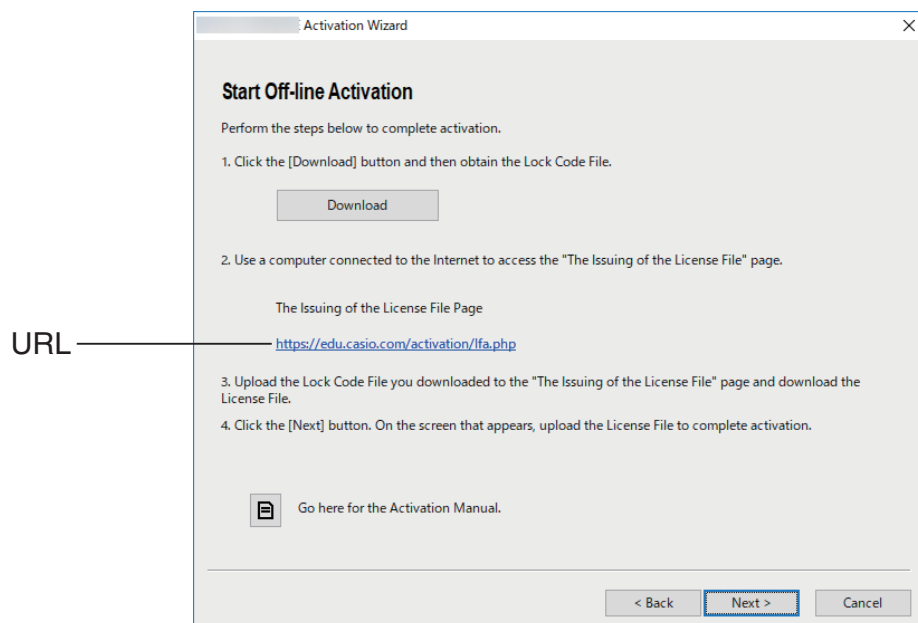 Activation Wizard
Start Off-line Activation
Perform the steps below to complete activation.
1. Click the [Download] button and then obtain the Lock Code File.
Download
2. Use a computer connected to the Internet to access the "The Issuing of the License File" page.
The Issuing of the License File Page
URL
https://edu.casio.com/activation/lfa.php
3. Upload the Lock Code File you downloaded to the "The Issuing of the License File" page and download the
License File.
4. Click the [Next] button. On the screen that appears, upload the License File to complete activation.
Go here for the Activation Manual.
< Back
Next >
Cancel